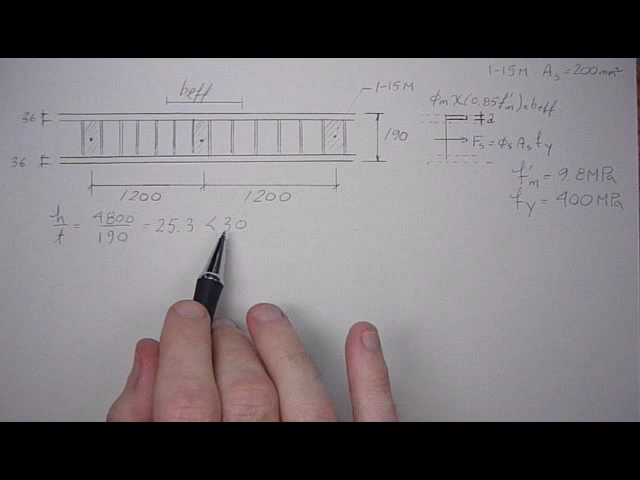 1-15M As = 200mm²
beff
1-15M
ϕm χ(0.85f'm)·beff
36
190
a
Fs = ϕs As fy
36
f'm = 9.8MPa
1200 1200
fy = 400MPa
h/t = 4800/190 = 25.3 < 30